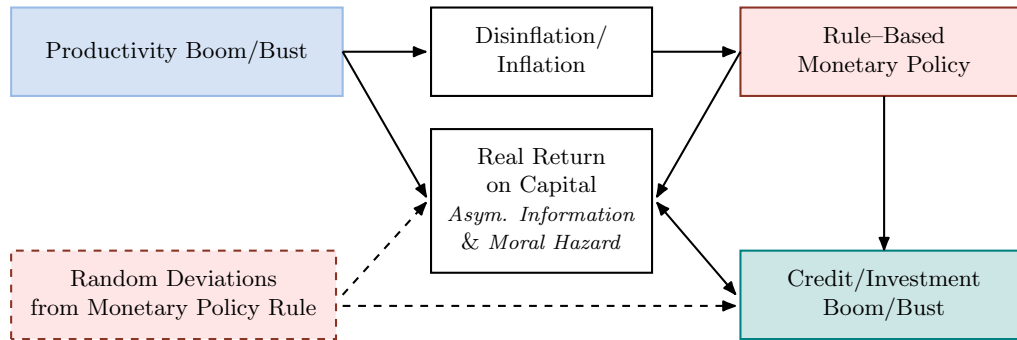 Productivity Boom/Bust
Disinflation/
Inflation
Rule–Based
Monetary Policy
Real Return
on Capital
Asym. Information
& Moral Hazard
Random Deviations
from Monetary Policy Rule
Credit/Investment
Boom/Bust